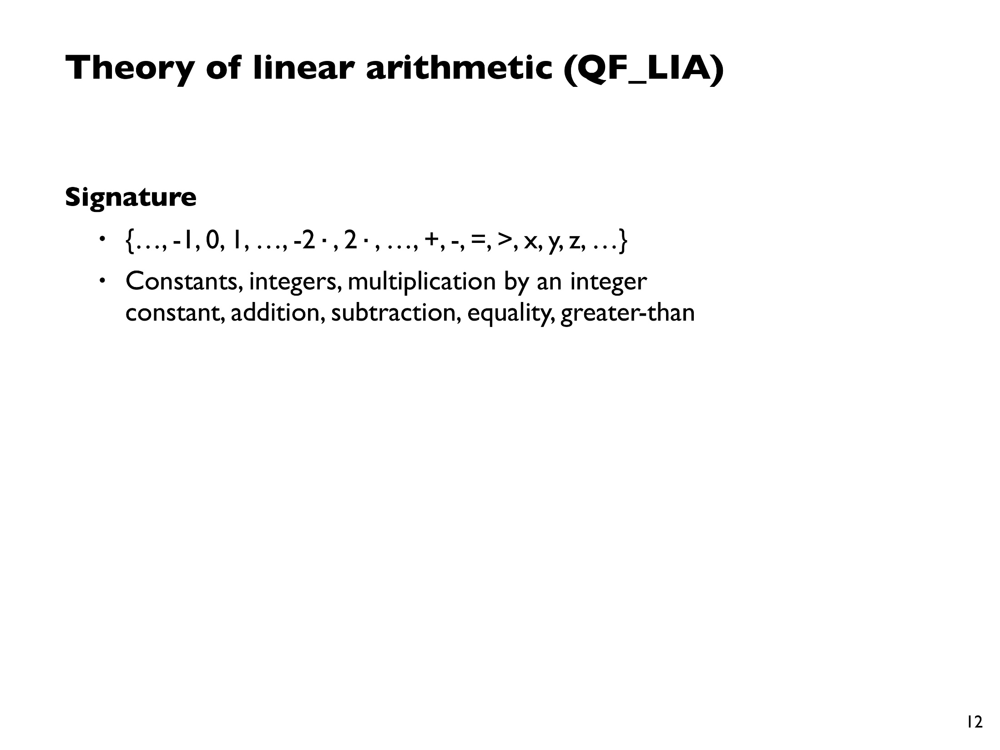 Theory of linear arithmetic (QF_LIA)
Signature
• {…, -1, 0, 1, …, -2 · , 2 · , …, +, -, =, >, x, y, z, …}
• Constants, integers, multiplication by an integer
constant, addition, subtraction, equality, greater-than
12